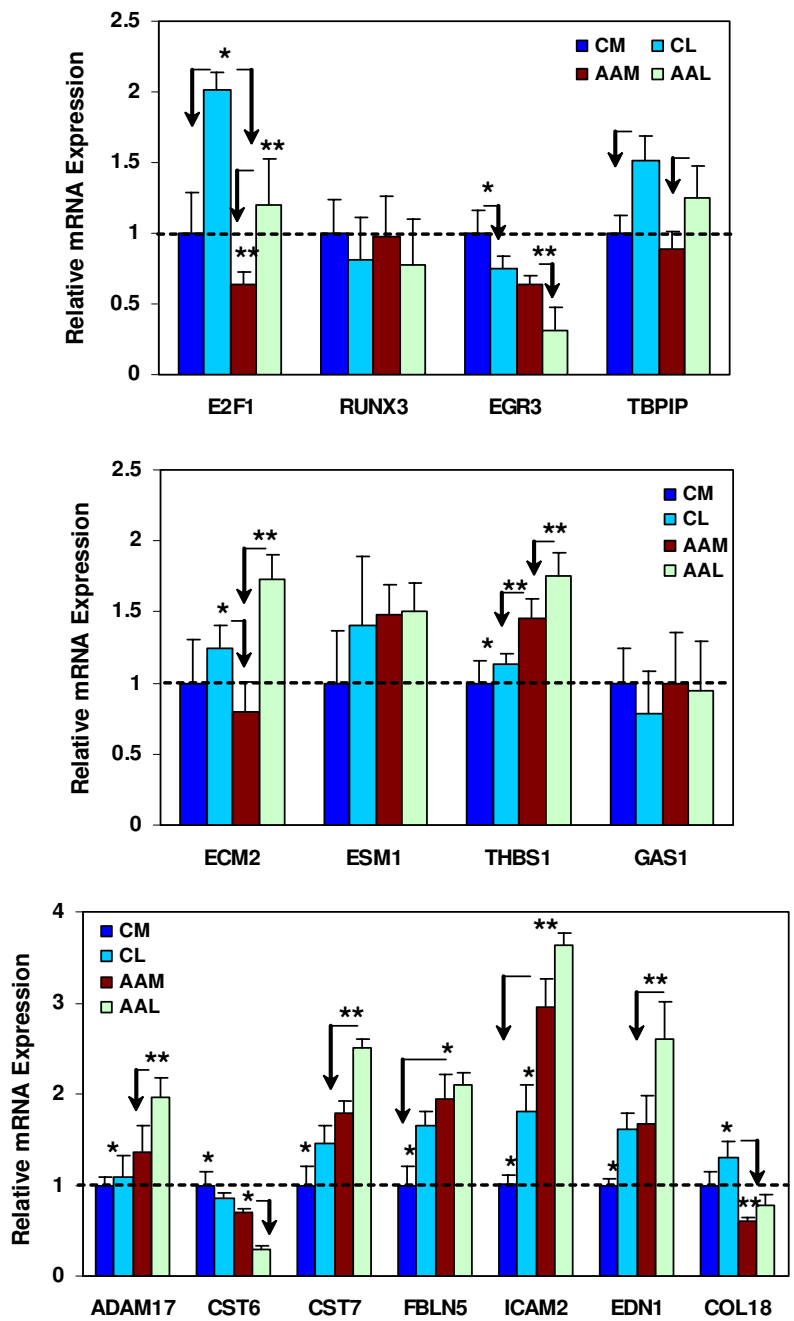 Relative mRNA Expression
2.5
2
1.5
1
0.5
0
CM
CL
AAM
AAL
*
**
**
*
**
E2F1
RUNX3
EGR3
TBPIP
Relative mRNA Expression
2.5
2
1.5
1
0.5
0
CM
CL
AAM
AAL
*
**
*
**
**
ECM2
ESM1
THBS1
GAS1
Relative mRNA Expression
4
3
2
1
0
CM
CL
AAM
AAL
*
**
*
*
*
**
*
*
*
*
**
*
**
*
**
ADAM17
CST6
CST7
FBLN5
ICAM2
EDN1
COL18